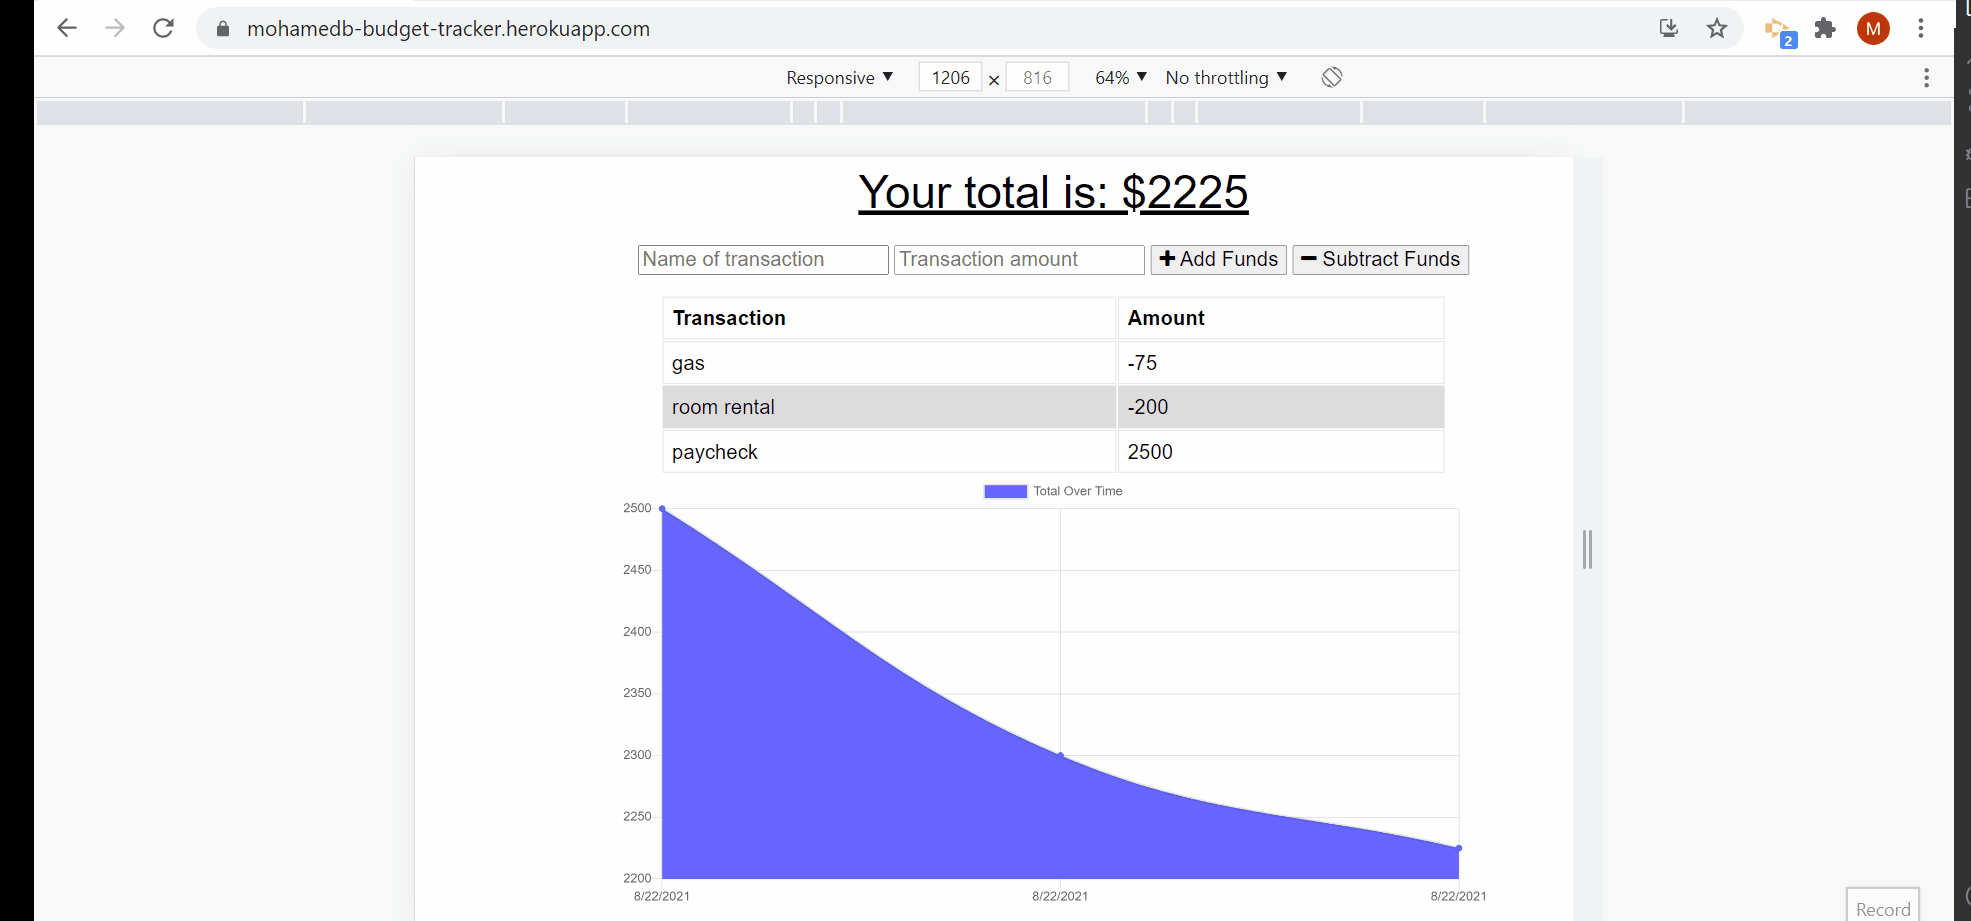 mohamedb-budget-tracker.herokuapp.com
2
M
Responsive ▼ 1206 × 816 64% ▼ No throttling ▼
Your total is: $2225
Name of transaction Transaction amount + Add Funds − Subtract Funds
Transaction Amount
gas -75
room rental -200
paycheck 2500
Total Over Time
2500
2450
2400
2350
2300
2250
2200
8/22/2021 8/22/2021 8/22/2021
Record